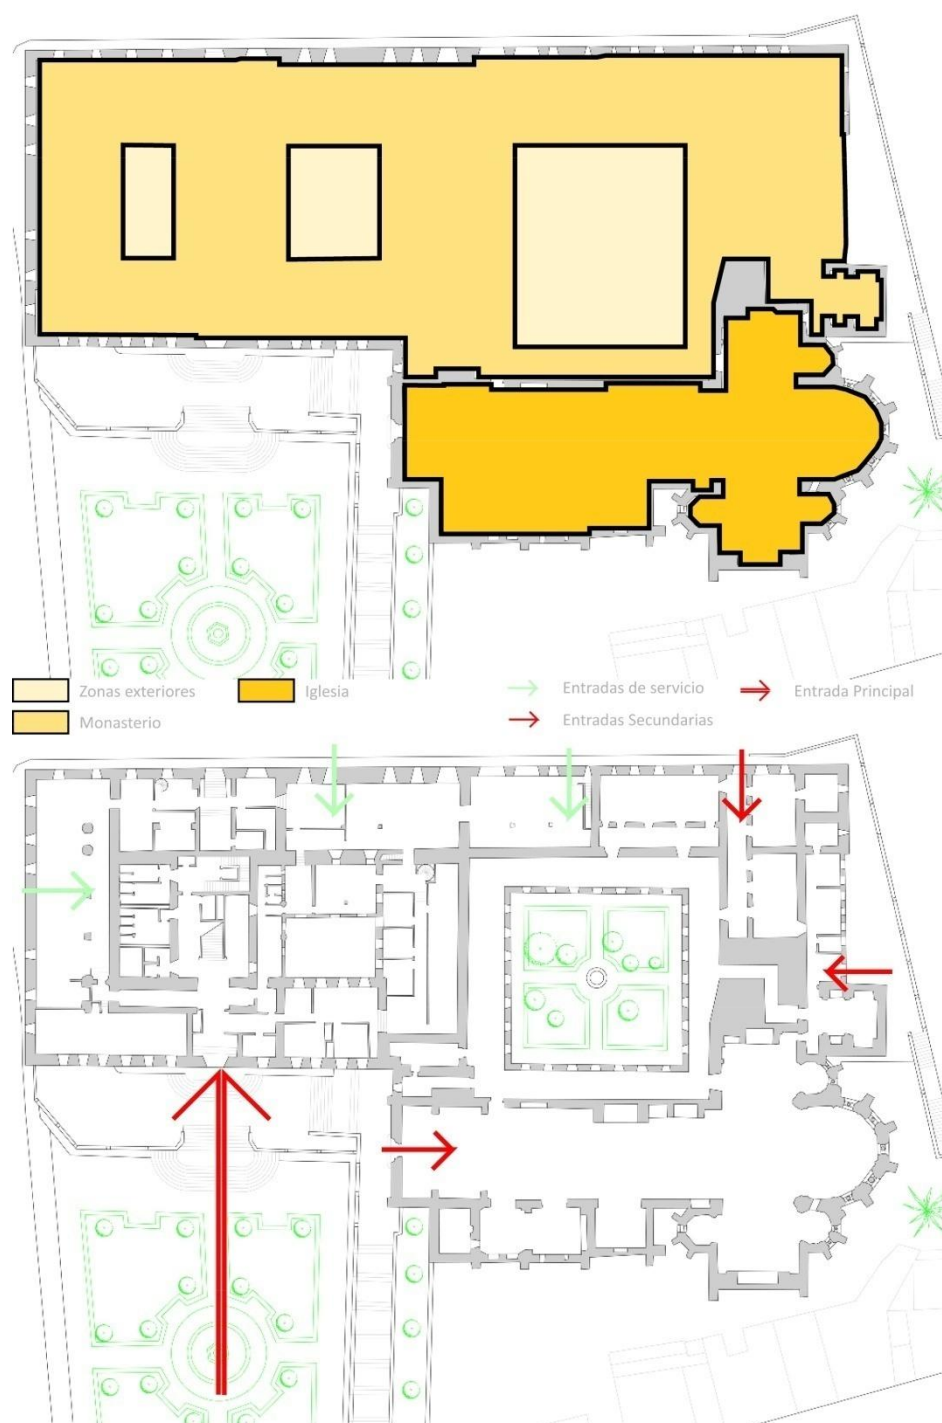 Zonas exteriores
Iglesia
Entradas de servicio
Entrada Principal
Monasterio
Entradas Secundarias